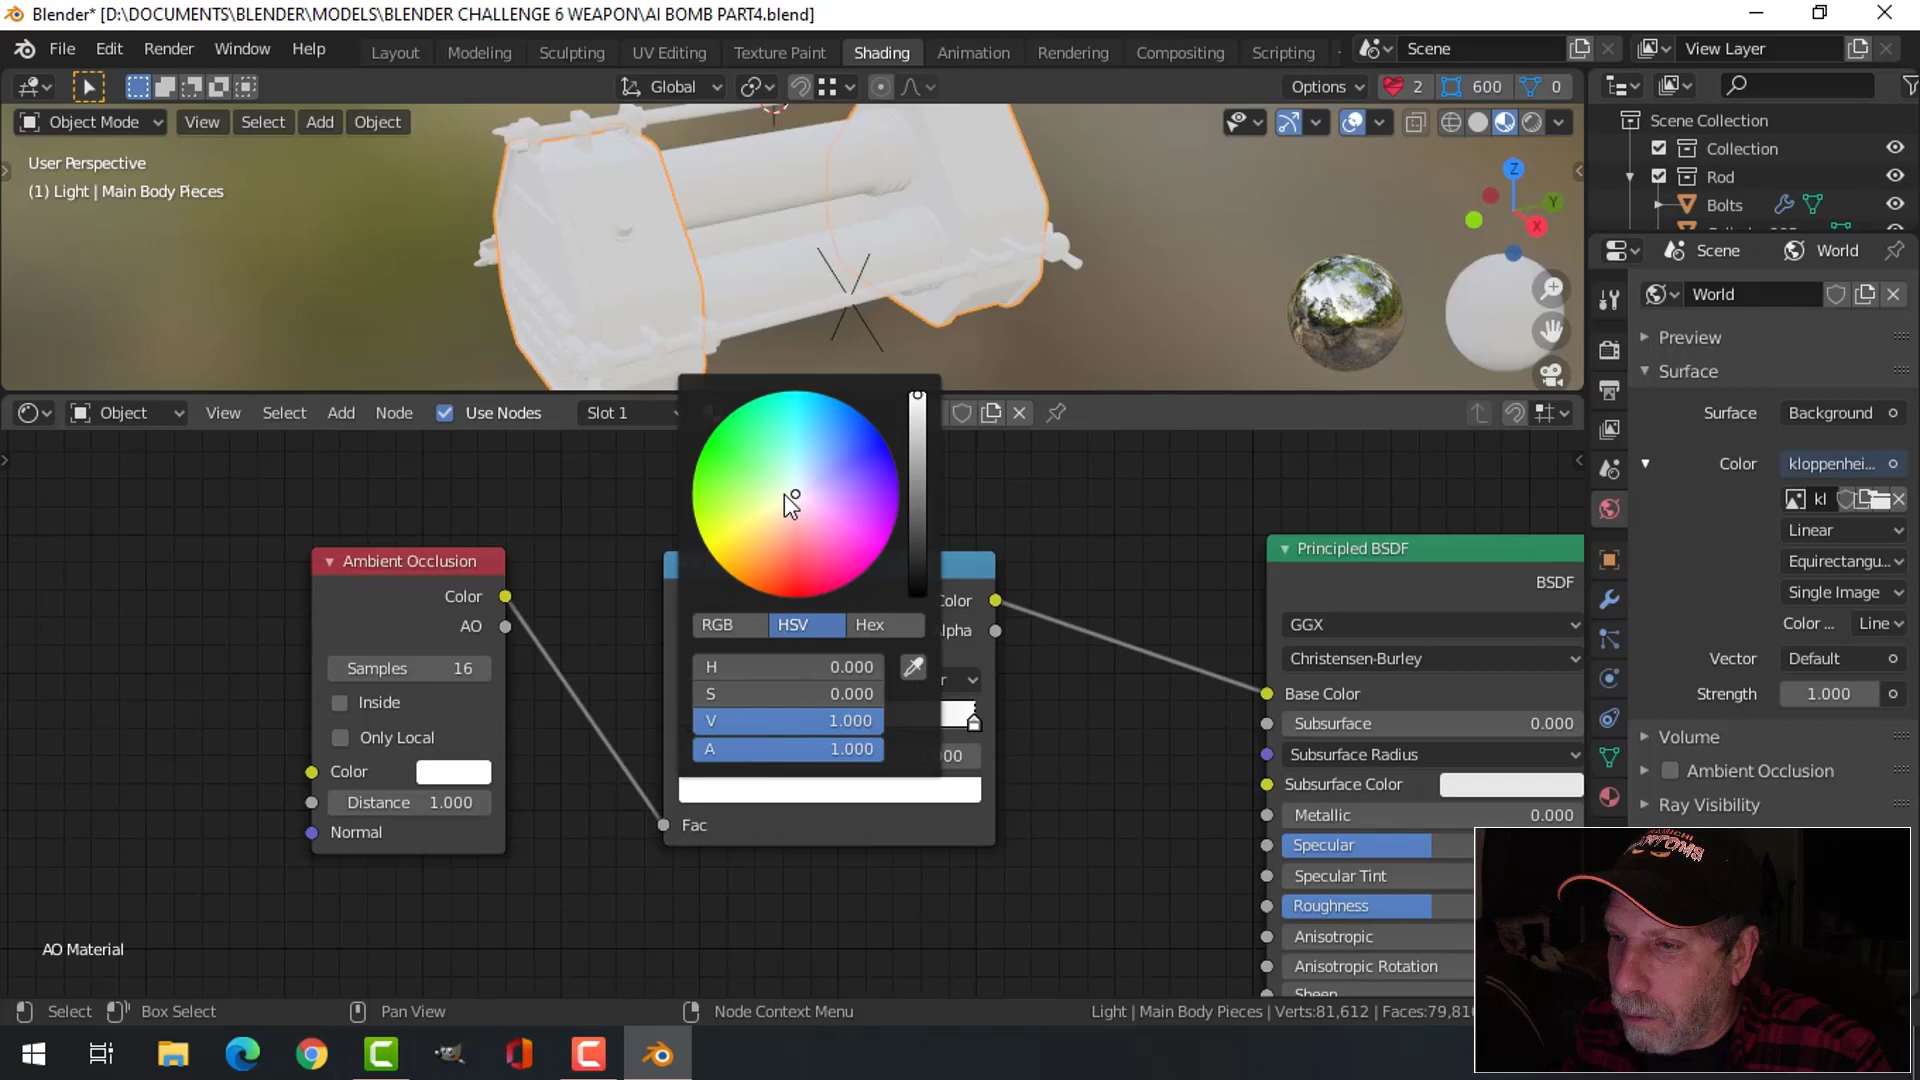 Blender* [D:\DOCUMENTS\BLENDER\MODELS\BLENDER CHALLENGE 6 WEAPON\AI BOMB PART4.blend]
File Edit Render Window Help
Layout Modeling Sculpting UV Editing Texture Paint Shading Animation Rendering Compositing Scripting
Scene
View Layer
Global
Options
2 600 0
Object Mode View Select Add Object
Scene Collection
Collection
Rod
Bolts
User Perspective
(1) Light | Main Body Pieces
Z
Y
X
Scene World
World
Preview
Surface
Surface Background
Color kloppenhei...
kl
Linear
Equirectangu...
Single Image
Color ... Line
Vector Default
Strength 1.000
Volume
Ambient Occlusion
Ray Visibility
Object View Select Add Node Use Nodes Slot 1
Ambient Occlusion
Color
AO
Samples 16
Inside
Only Local
Color
Distance 1.000
Normal
RGB HSV Hex
H 0.000
S 0.000
V 1.000
A 1.000
Color
lpha
r
00
Fac
Principled BSDF
BSDF
GGX
Christensen-Burley
Base Color
Subsurface 0.000
Subsurface Radius
Subsurface Color
Metallic 0.000
Specular
Specular Tint
Roughness
Anisotropic
Anisotropic Rotation
Sheen
AO Material
Select Box Select Pan View Node Context Menu
Light | Main Body Pieces | Verts:81,612 | Faces:79,81